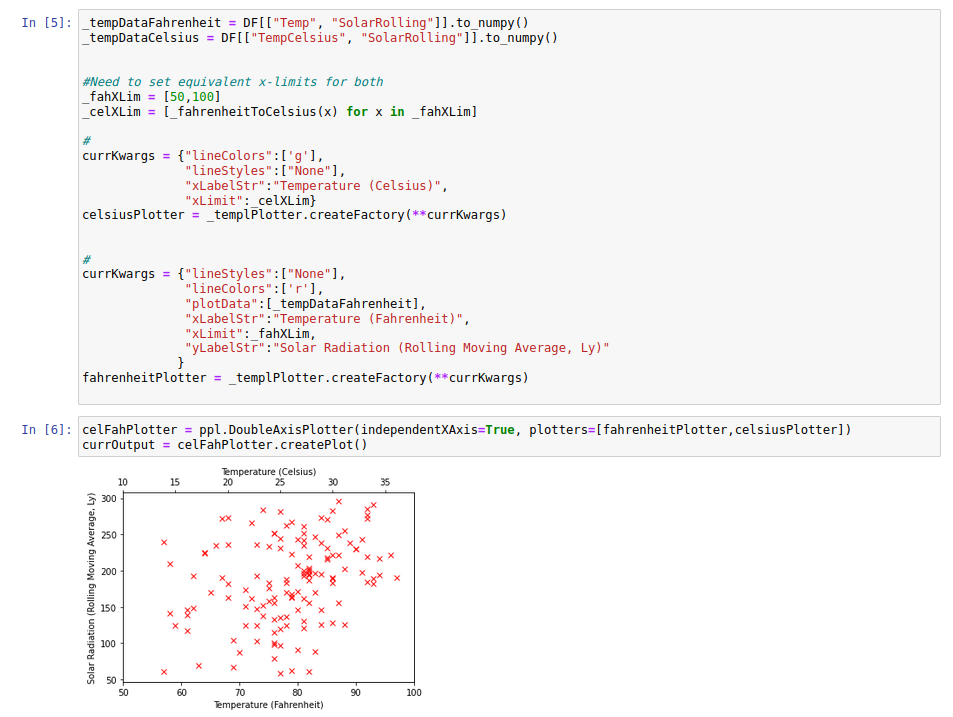 In [5]: _tempDataFahrenheit = DF[["Temp", "SolarRolling"]].to_numpy()
_tempDataCelsius = DF[["TempCelsius", "SolarRolling"]].to_numpy()
#Need to set equivalent x-limits for both
_fahXLim = [50,100]
_celXLim = [_fahrenheitToCelsius(x) for x in _fahXLim]
#
currKwargs = {"lineColors":['g'],
"lineStyles":["None"],
"xLabelStr":"Temperature (Celsius)",
"xLimit":_celXLim}
celsiusPlotter = _templPlotter.createFactory(**currKwargs)
#
currKwargs = {"lineStyles":["None"],
"lineColors":['r'],
"plotData":[_tempDataFahrenheit],
"xLabelStr":"Temperature (Fahrenheit)",
"xLimit":_fahXLim,
"yLabelStr":"Solar Radiation (Rolling Moving Average, Ly)"
}
fahrenheitPlotter = _templPlotter.createFactory(**currKwargs)
In [6]: celFahPlotter = ppl.DoubleAxisPlotter(independentXAxis=True, plotters=[fahrenheitPlotter,celsiusPlotter])
currOutput = celFahPlotter.createPlot()
Temperature (Celsius)
10 15 20 25 30 35
Solar Radiation (Rolling Moving Average, Ly)
300
250
200
150
100
50
50 60 70 80 90 100
Temperature (Fahrenheit)